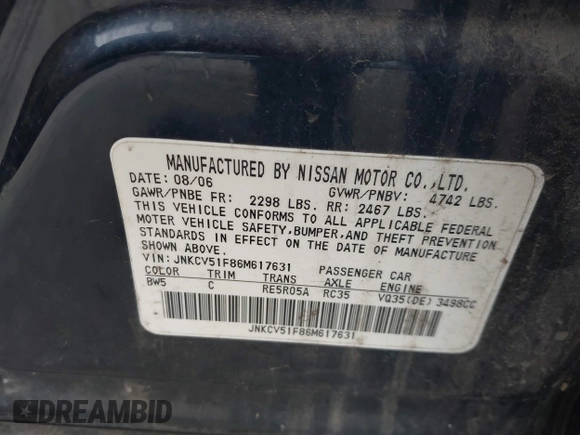 MANUFACTURED BY NISSAN MOTOR CO.,LTD.
DATE: 08/06 GVWR/PNBV: 4742 LBS.
GAWR/PNBE FR: 2298 LBS. RR: 2467 LBS.
THIS VEHICLE CONFORMS TO ALL APPLICABLE FEDERAL
MOTER VEHICLE SAFETY,BUMPER,AND THEFT PREVENTION
STANDARDS IN EFFECT ON THE DATE OF MANUFACTURE
SHOWN ABOVE.
VIN: JNKCV51F86M617631 PASSENGER CAR
COLOR TRIM TRANS AXLE ENGINE
BW5 C RE5R05A RC35 VQ35(DE) 3498CC
JNKCV51F86M617631
DREAMBID